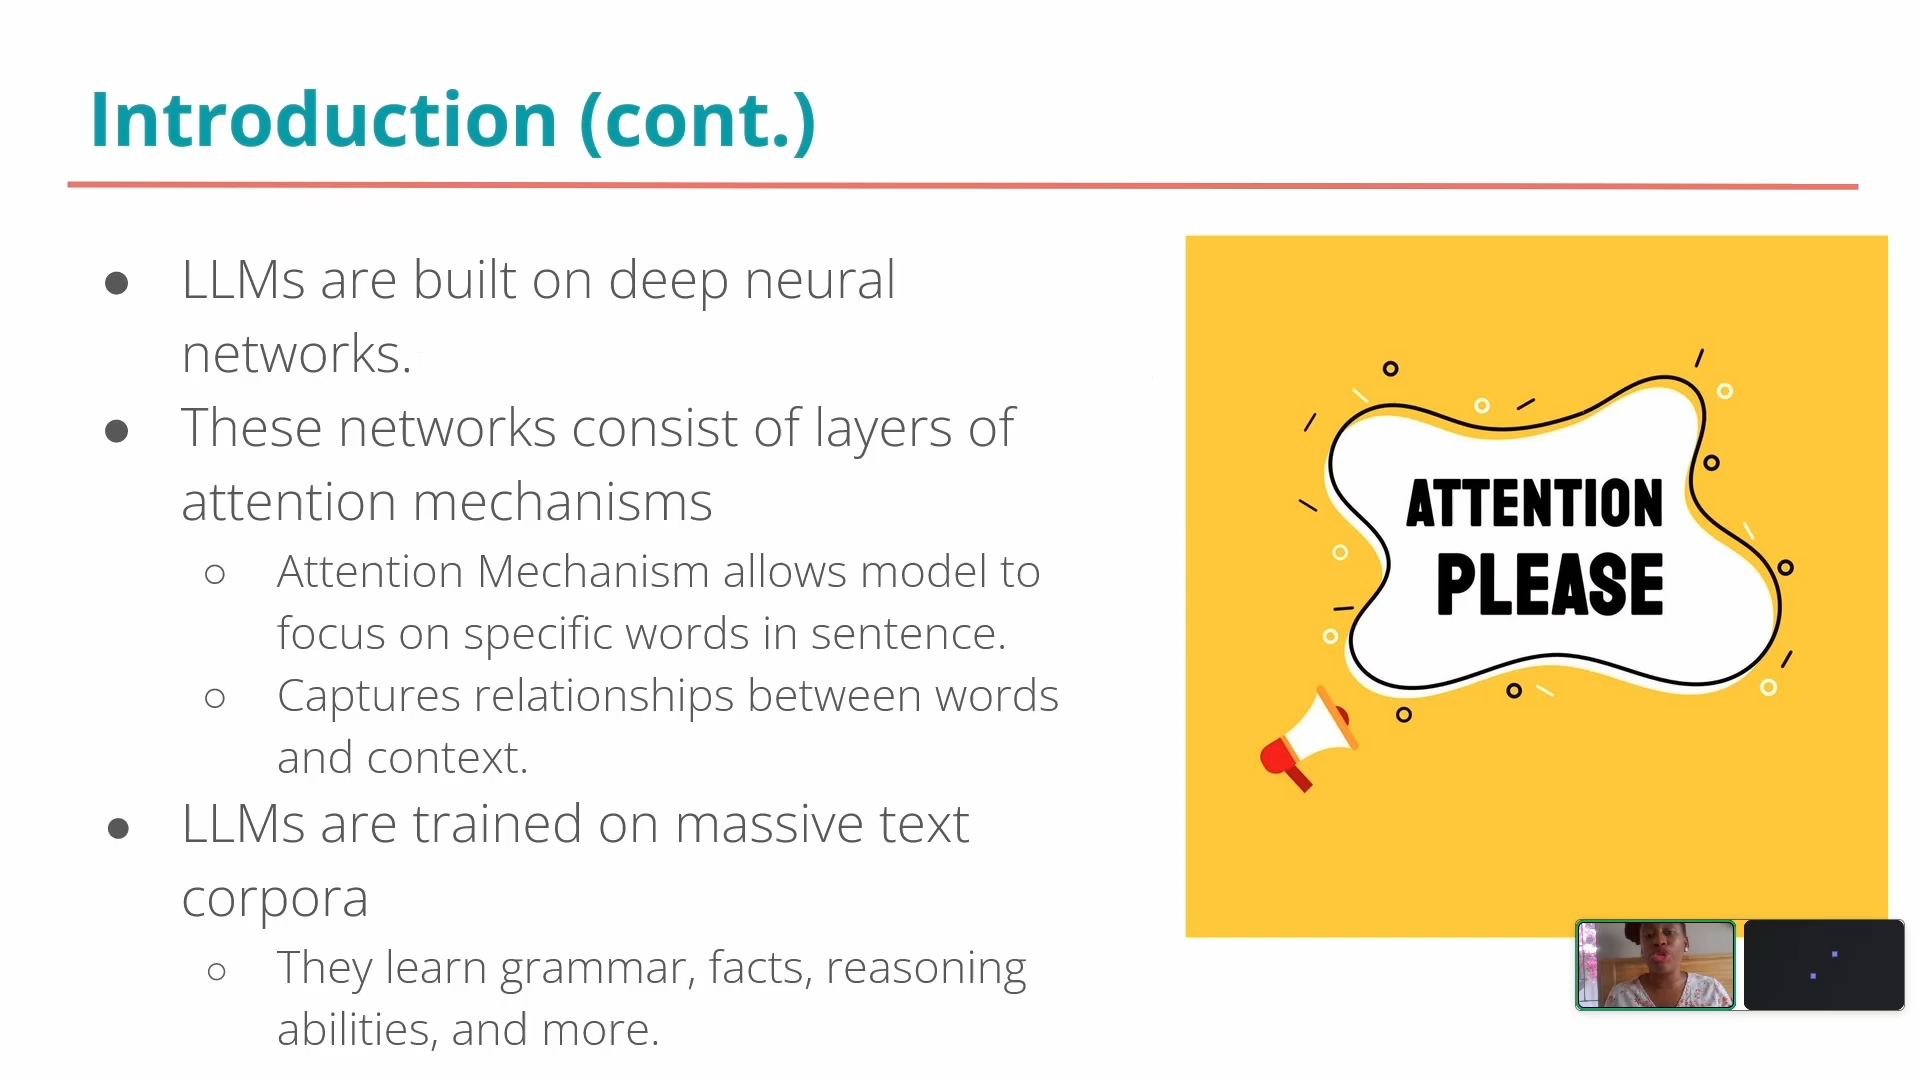 Introduction (cont.)
● LLMs are built on deep neural
networks.
● These networks consist of layers of
attention mechanisms
○ Attention Mechanism allows model to
focus on specific words in sentence.
○ Captures relationships between words
and context.
● LLMs are trained on massive text
corpora
○ They learn grammar, facts, reasoning
abilities, and more.
ATTENTION
PLEASE